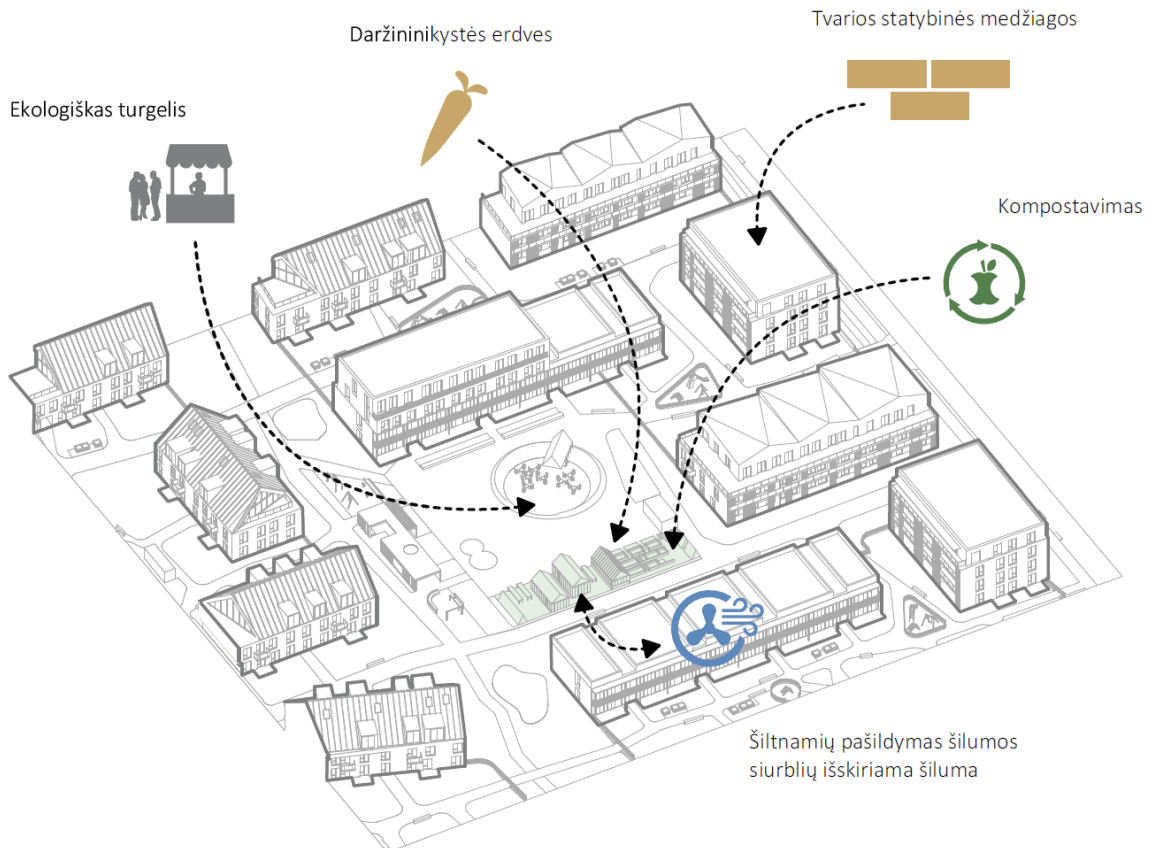 Tvarios statybinės medžiagos
Daržininikystės erdves
Ekologiškas turgelis
Kompostavimas
Šiltnamių pašildymas šilumos
siurblių išskiriama šiluma